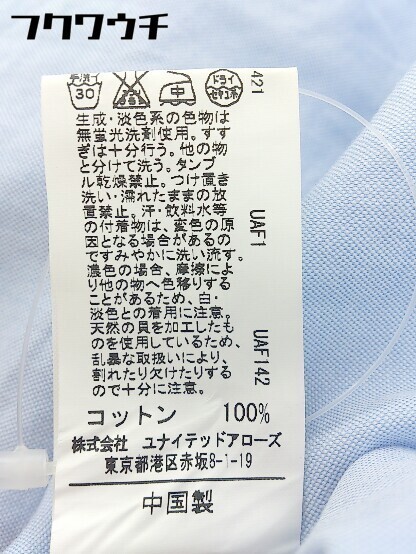 フクワウチ
手洗イ
30
中
ドライ
セキユ系
生成・淡色系の色物は
無蛍光洗剤使用。すす
ぎは十分行う。他の物
と分けて洗う。タンブ
ル乾燥禁止。つけ置き
洗い・濡れたままの放
置禁止。汗・飲料水等
の付着物は、変色の原
因となる場合があるの
ですみやかに洗い流す。
濃色の場合、摩擦によ
り他の物へ色移りする
ことがあるため、白・
淡色との着用に注意。
天然の貝を加工したも
のを使用しているため、
乱暴な取扱いにより、
割れたり欠けたりする
ので十分に注意。
421
UAF1
UAF142
コットン 100%
株式会社 ユナイテッドアローズ
東京都港区赤坂8-1-19
中国製